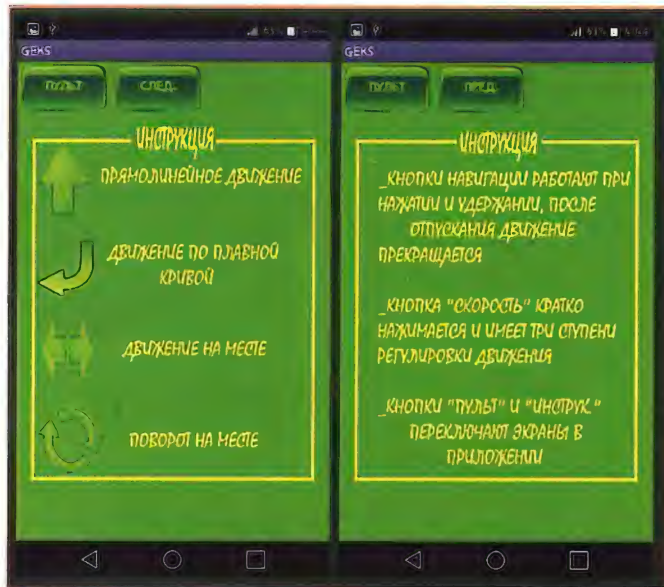 GEKS
ПУЛЬТ
СЛЕД.
ИНСТРУКЦИЯ
ПРЯМОЛИНЕЙНОЕ ДВИЖЕНИЕ
ДВИЖЕНИЕ ПО ПЛАВНОЙ
КРИВОЙ
ДВИЖЕНИЕ НА МЕСТЕ
ПОВОРОТ НА МЕСТЕ
GEKS
ПУЛЬТ
ПРЕД.
ИНСТРУКЦИЯ
_КНОПКИ НАВИГАЦИИ РАБОТАЮТ ПРИ
НАЖАТИИ И УДЕРЖАНИИ, ПОСЛЕ
ОТПУСКАНИЯ ДВИЖЕНИЕ
ПРЕКРАЩАЕТСЯ
_КНОПКА "СКОРОСТЬ" КРАТКО
НАЖИМАЕТСЯ И ИМЕЕТ ТРИ СТУПЕНИ
РЕГУЛИРОВКИ ДВИЖЕНИЯ
_КНОПКИ "ПУЛЬТ" И "ИНСТРУК."
ПЕРЕКЛЮЧАЮТ ЭКРАНЫ В
ПРИЛОЖЕНИИ